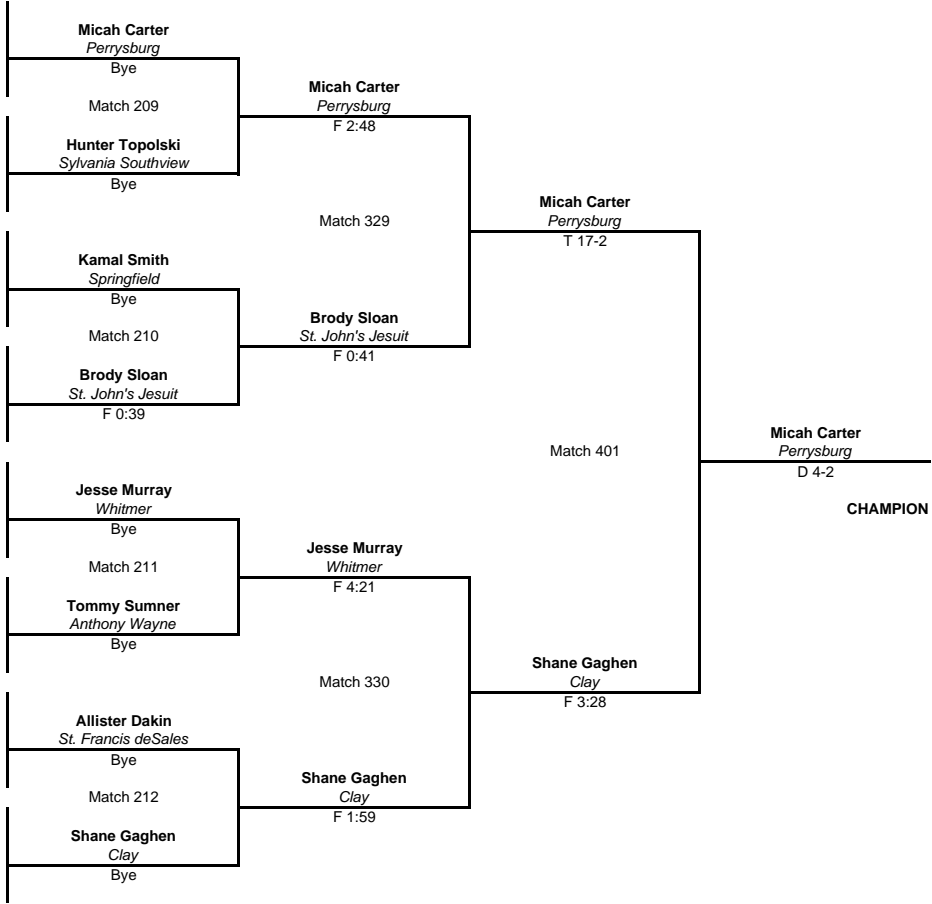 Micah Carter
Perrysburg
Bye
Match 209
Hunter Topolski
Sylvania Southview
Bye
Kamal Smith
Springfield
Bye
Match 210
Brody Sloan
St. John's Jesuit
F 0:39
Jesse Murray
Whitmer
Bye
Match 211
Tommy Sumner
Anthony Wayne
Bye
Allister Dakin
St. Francis deSales
Bye
Match 212
Shane Gaghen
Clay
Bye
Micah Carter
Perrysburg
F 2:48
Match 329
Brody Sloan
St. John's Jesuit
F 0:41
Jesse Murray
Whitmer
F 4:21
Match 330
Shane Gaghen
Clay
F 1:59
Micah Carter
Perrysburg
T 17-2
Match 401
Shane Gaghen
Clay
F 3:28
Micah Carter
Perrysburg
D 4-2
CHAMPION